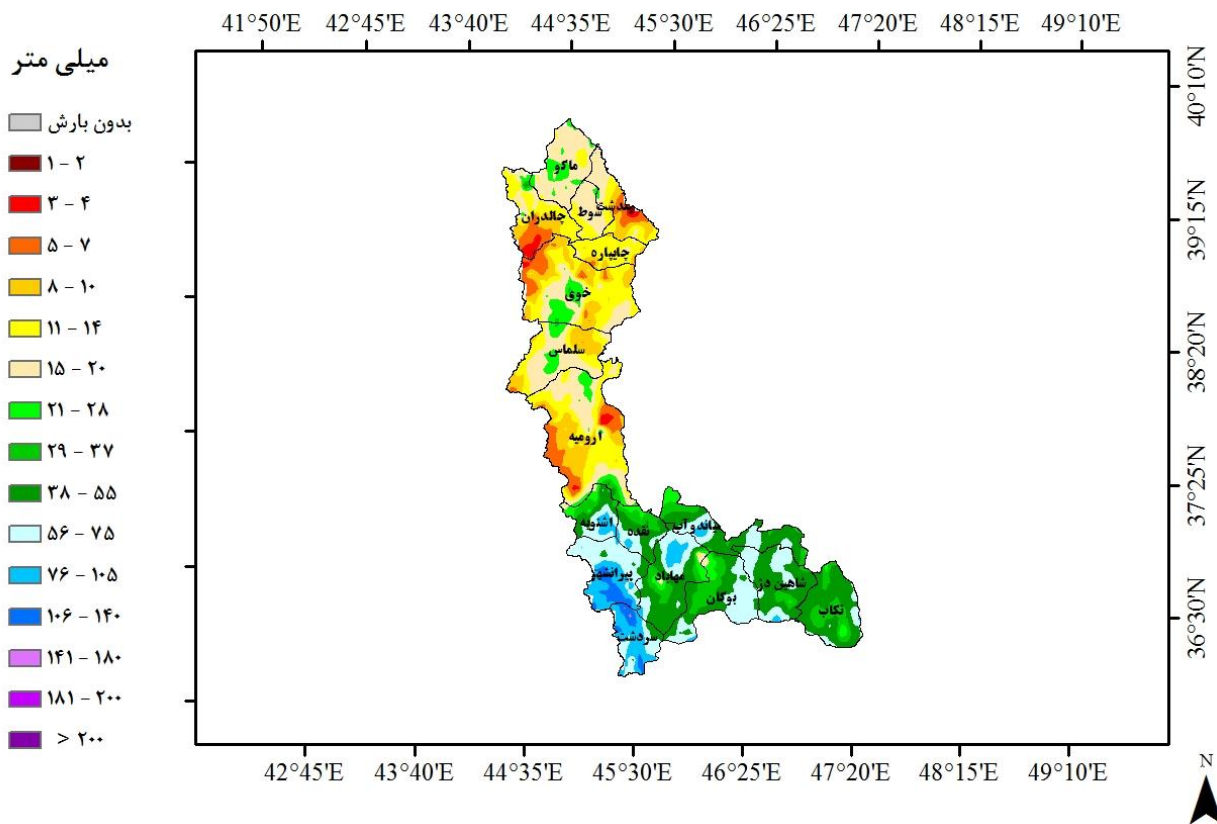 41°50'E 42°45'E 43°40'E 44°35'E 45°30'E 46°25'E 47°20'E 48°15'E 49°10'E
میلی متر
بدون بارش
۱ - ۲
۳ - ۴
۵ - ۷
۸ - ۱۰
۱۱ - ۱۴
۱۵ - ۲۰
۲۱ - ۲۸
۲۹ - ۳۷
۳۸ - ۵۵
۵۶ - ۷۵
۷۶ - ۱۰۵
۱۰۶ - ۱۴۰
۱۴۱ - ۱۸۰
۱۸۱ - ۲۰۰
> ۲۰۰
ماکو
پلدشت
شوط
چالدران
چایپاره
خوی
سلماس
ارومیه
اشنویه
نقده
میاندوآب
پیرانشهر
مهاباد
بوکان
شاهین دژ
تکاب
سردشت
40°10'N
39°15'N
38°20'N
37°25'N
36°30'N
42°45'E 43°40'E 44°35'E 45°30'E 46°25'E 47°20'E 48°15'E 49°10'E
N